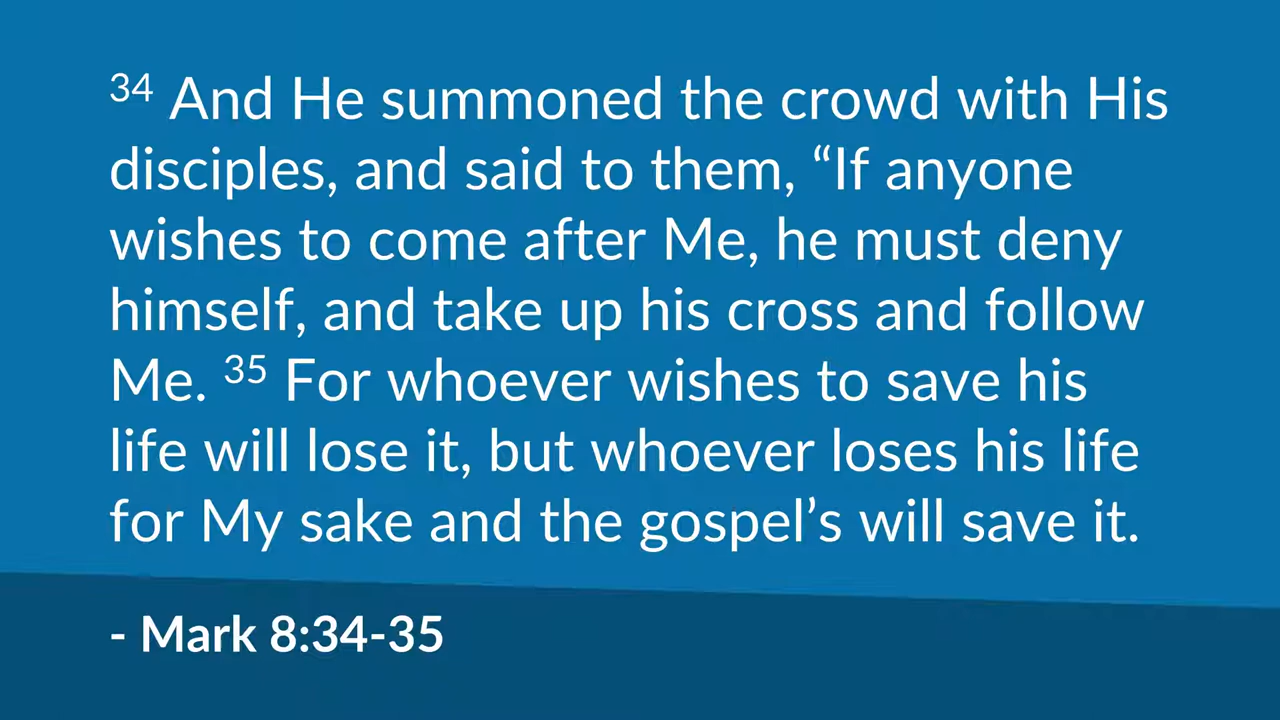 34 And He summoned the crowd with His
disciples, and said to them, “If anyone
wishes to come after Me, he must deny
himself, and take up his cross and follow
Me. 35 For whoever wishes to save his
life will lose it, but whoever loses his life
for My sake and the gospel’s will save it.
- Mark 8:34-35